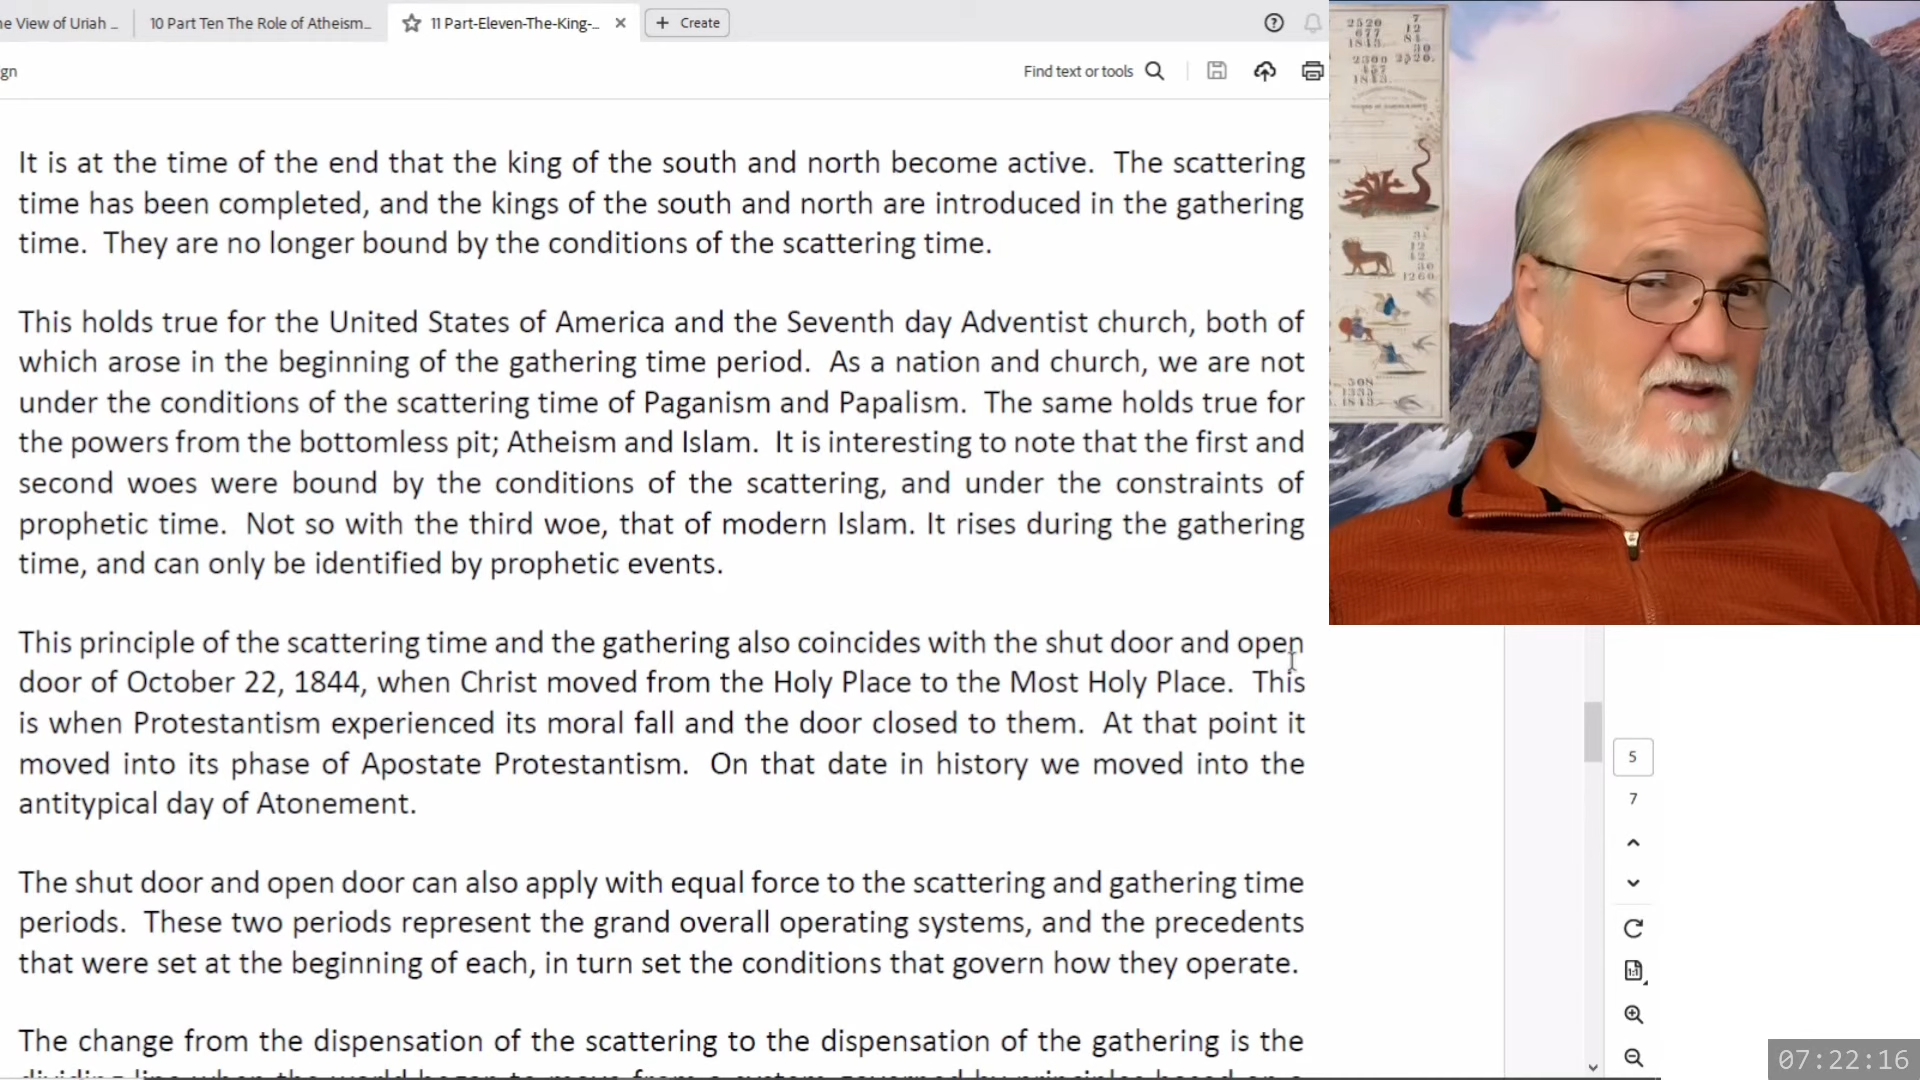 ne View of Uriah ...
10 Part Ten The Role of Atheism...
11 Part-Eleven-The-King-...
Create
gn
Find text or tools
It is at the time of the end that the king of the south and north become active. The scattering
time has been completed, and the kings of the south and north are introduced in the gathering
time. They are no longer bound by the conditions of the scattering time.
This holds true for the United States of America and the Seventh day Adventist church, both of
which arose in the beginning of the gathering time period. As a nation and church, we are not
under the conditions of the scattering time of Paganism and Papalism. The same holds true for
the powers from the bottomless pit; Atheism and Islam. It is interesting to note that the first and
second woes were bound by the conditions of the scattering, and under the constraints of
prophetic time. Not so with the third woe, that of modern Islam. It rises during the gathering
time, and can only be identified by prophetic events.
This principle of the scattering time and the gathering also coincides with the shut door and open
door of October 22, 1844, when Christ moved from the Holy Place to the Most Holy Place. This
is when Protestantism experienced its moral fall and the door closed to them. At that point it
moved into its phase of Apostate Protestantism. On that date in history we moved into the
antitypical day of Atonement.
The shut door and open door can also apply with equal force to the scattering and gathering time
periods. These two periods represent the grand overall operating systems, and the precedents
that were set at the beginning of each, in turn set the conditions that govern how they operate.
The change from the dispensation of the scattering to the dispensation of the gathering is the
2520
677
1843.
2300
457
1843.
7
12
84
30
2520.
12
42
30
1260
5
7
07:22:16